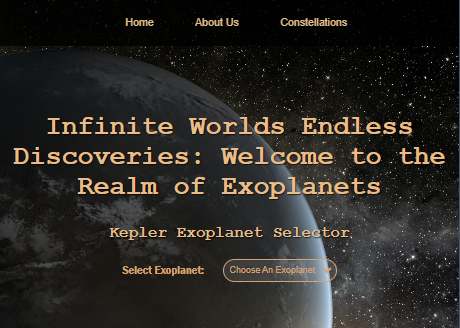 Home About Us Constellations
Infinite Worlds Endless
Discoveries: Welcome to the
Realm of Exoplanets
Kepler Exoplanet Selector
Select Exoplanet: Choose An Exoplanet